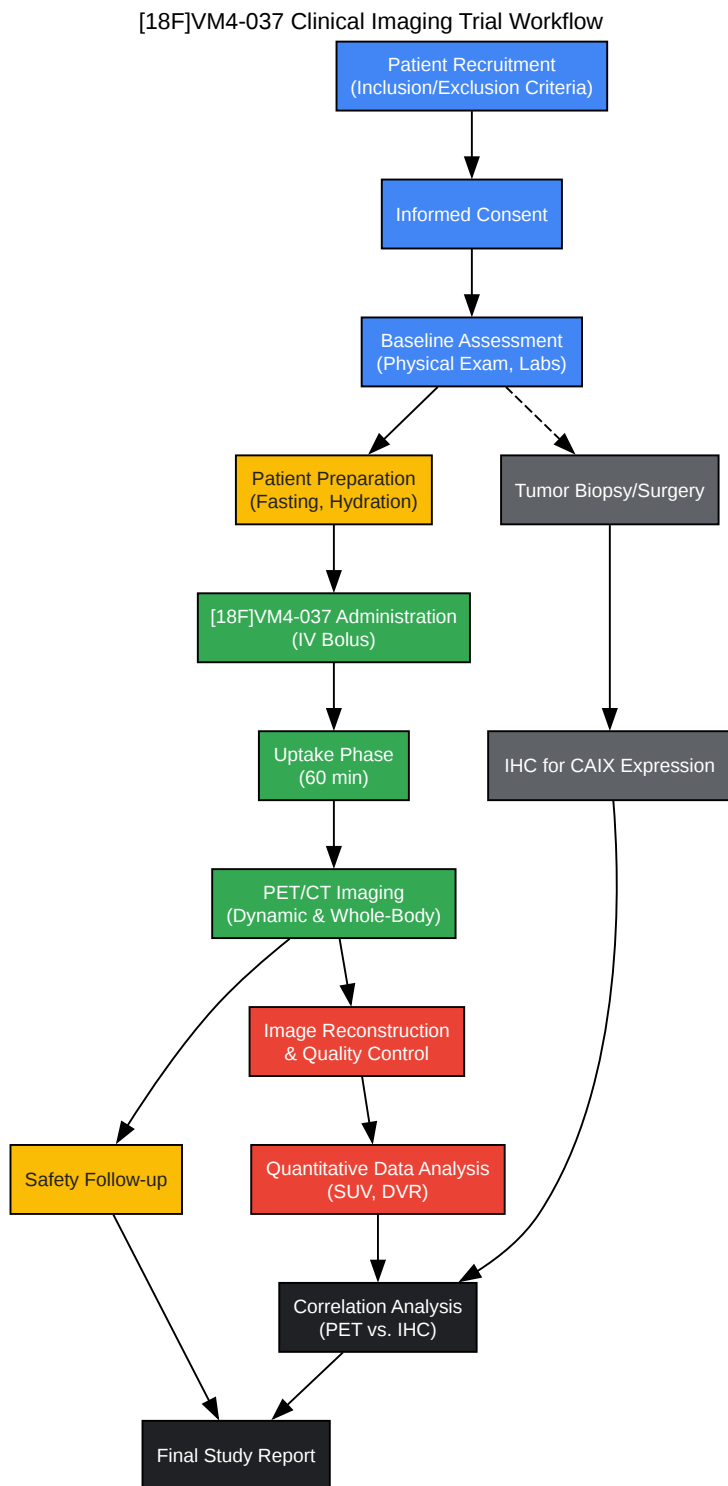 [18F]VM4-037 Clinical Imaging Trial Workflow
Patient Recruitment
(Inclusion/Exclusion Criteria)
Informed Consent
Baseline Assessment
(Physical Exam, Labs)
Patient Preparation
(Fasting, Hydration)
Tumor Biopsy/Surgery
[18F]VM4-037 Administration
(IV Bolus)
Uptake Phase
(60 min)
IHC for CAIX Expression
PET/CT Imaging
(Dynamic & Whole-Body)
Image Reconstruction
& Quality Control
Safety Follow-up
Quantitative Data Analysis
(SUV, DVR)
Correlation Analysis
(PET vs. IHC)
Final Study Report